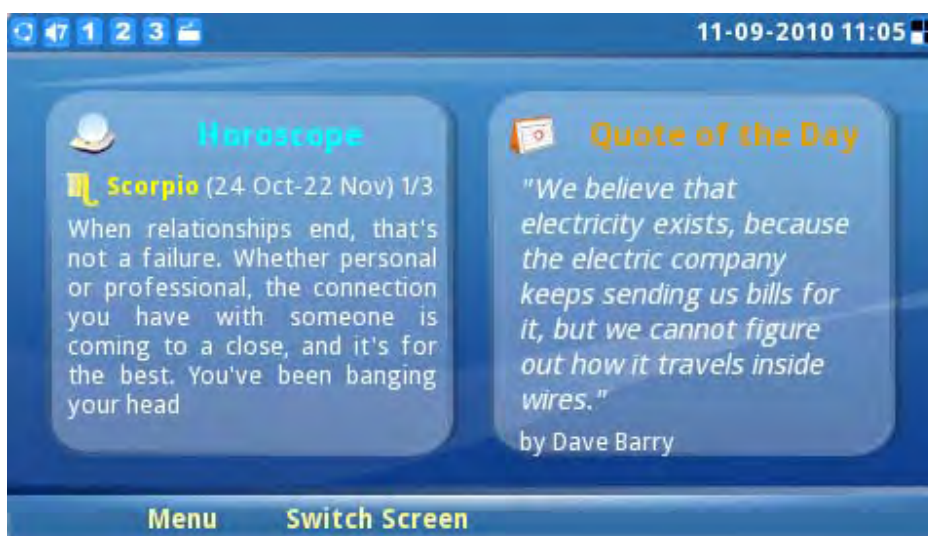 47 1 2 3
11-09-2010 11:05
Horoscope
Scorpio (24 Oct-22 Nov) 1/3
When relationships end, that's
not a failure. Whether personal
or professional, the connection
you have with someone is
coming to a close, and it's for
the best. You've been banging
your head
Quote of the Day
"We believe that
electricity exists, because
the electric company
keeps sending us bills for
it, but we cannot figure
out how it travels inside
wires."
by Dave Barry
Menu Switch Screen